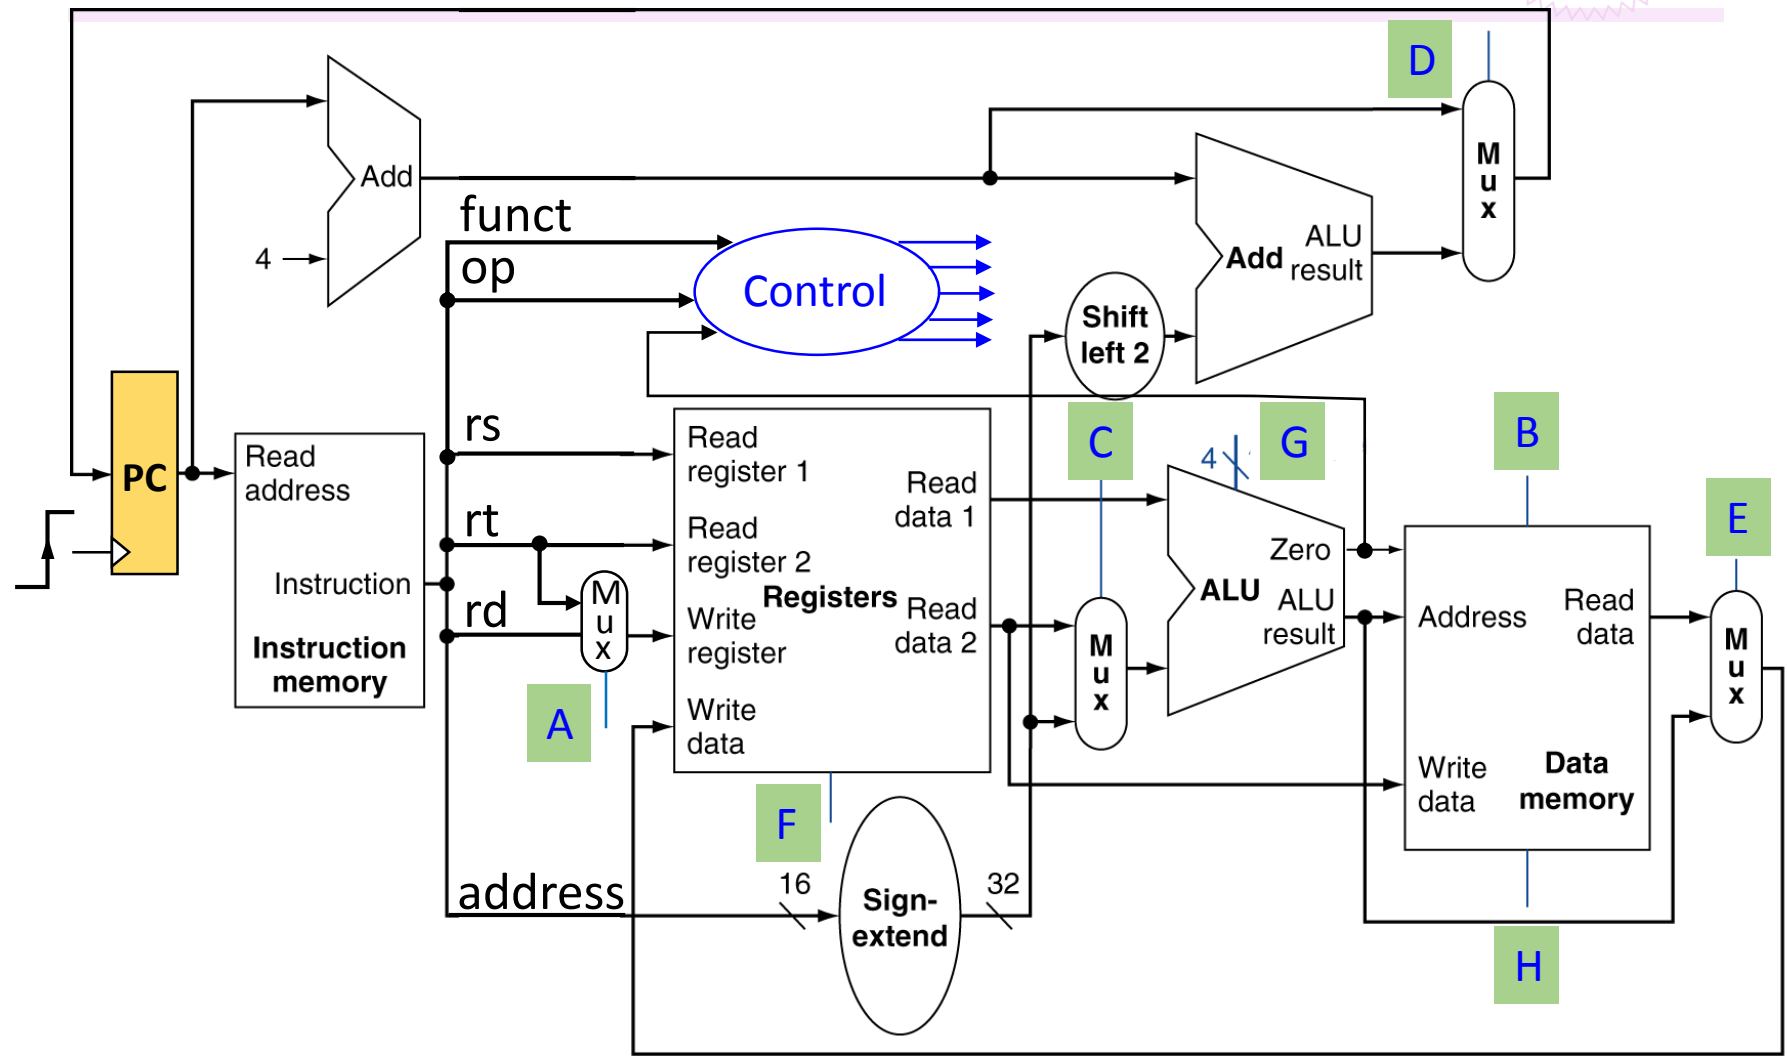 D
M
u
x
Add
4
funct
op
Control
ALU
Add
result
Shift
left 2
rs
rt
rd
address
PC
Read
address
Instruction
Instruction
memory
M
u
x
A
Read
register 1
Read
register 2
Registers
Write
register
Write
data
Read
data 1
Read
data 2
F
16
Sign-
extend
32
C
M
u
x
4
G
Zero
ALU
ALU
result
B
Address
Read
data
Write
data
Data
memory
H
E
M
u
x